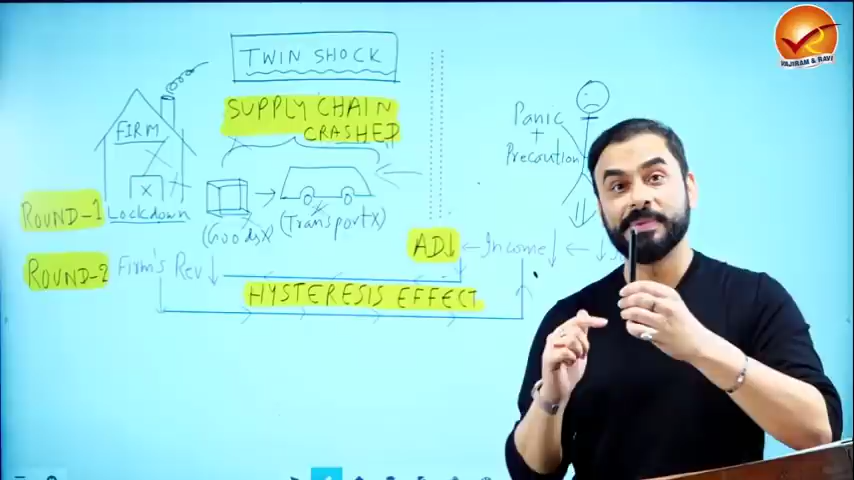 TWIN SHOCK
VAJIRAM & RAVI
SUPPLY CHAIN
CRASHED
FIRM
X
Lockdown
ROUND-1
(Goods X)
(Transport X)
Panic
+
Precaution
AD↓ ← Income↓ ← ↓
ROUND-2
Firm's Rev ↓
HYSTERESIS EFFECT